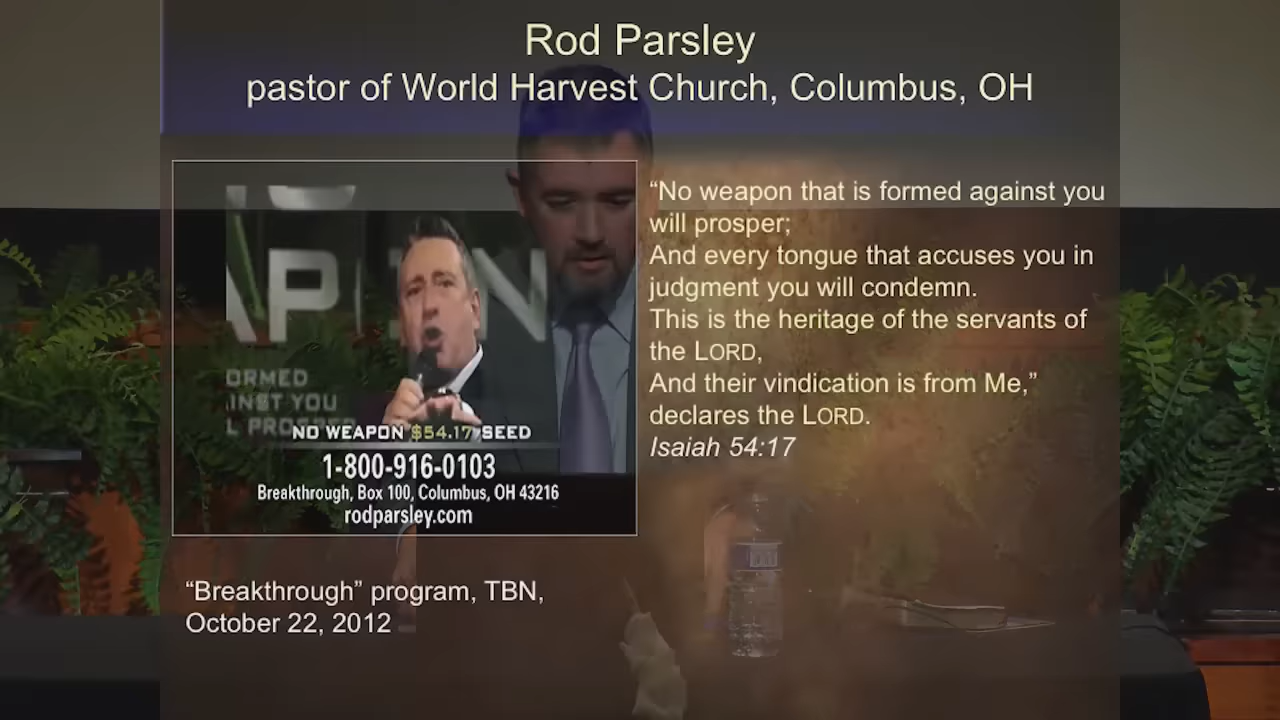 Rod Parsley
pastor of World Harvest Church, Columbus, OH
“No weapon that is formed against you
will prosper;
And every tongue that accuses you in
judgment you will condemn.
This is the heritage of the servants of
the LORD,
And their vindication is from Me,”
declares the LORD.
Isaiah 54:17
ORMED
INST YOU
NO WEAPON $54.17 SEED
1-800-916-0103
Breakthrough, Box 100, Columbus, OH 43216
rodparsley.com
“Breakthrough” program, TBN,
October 22, 2012